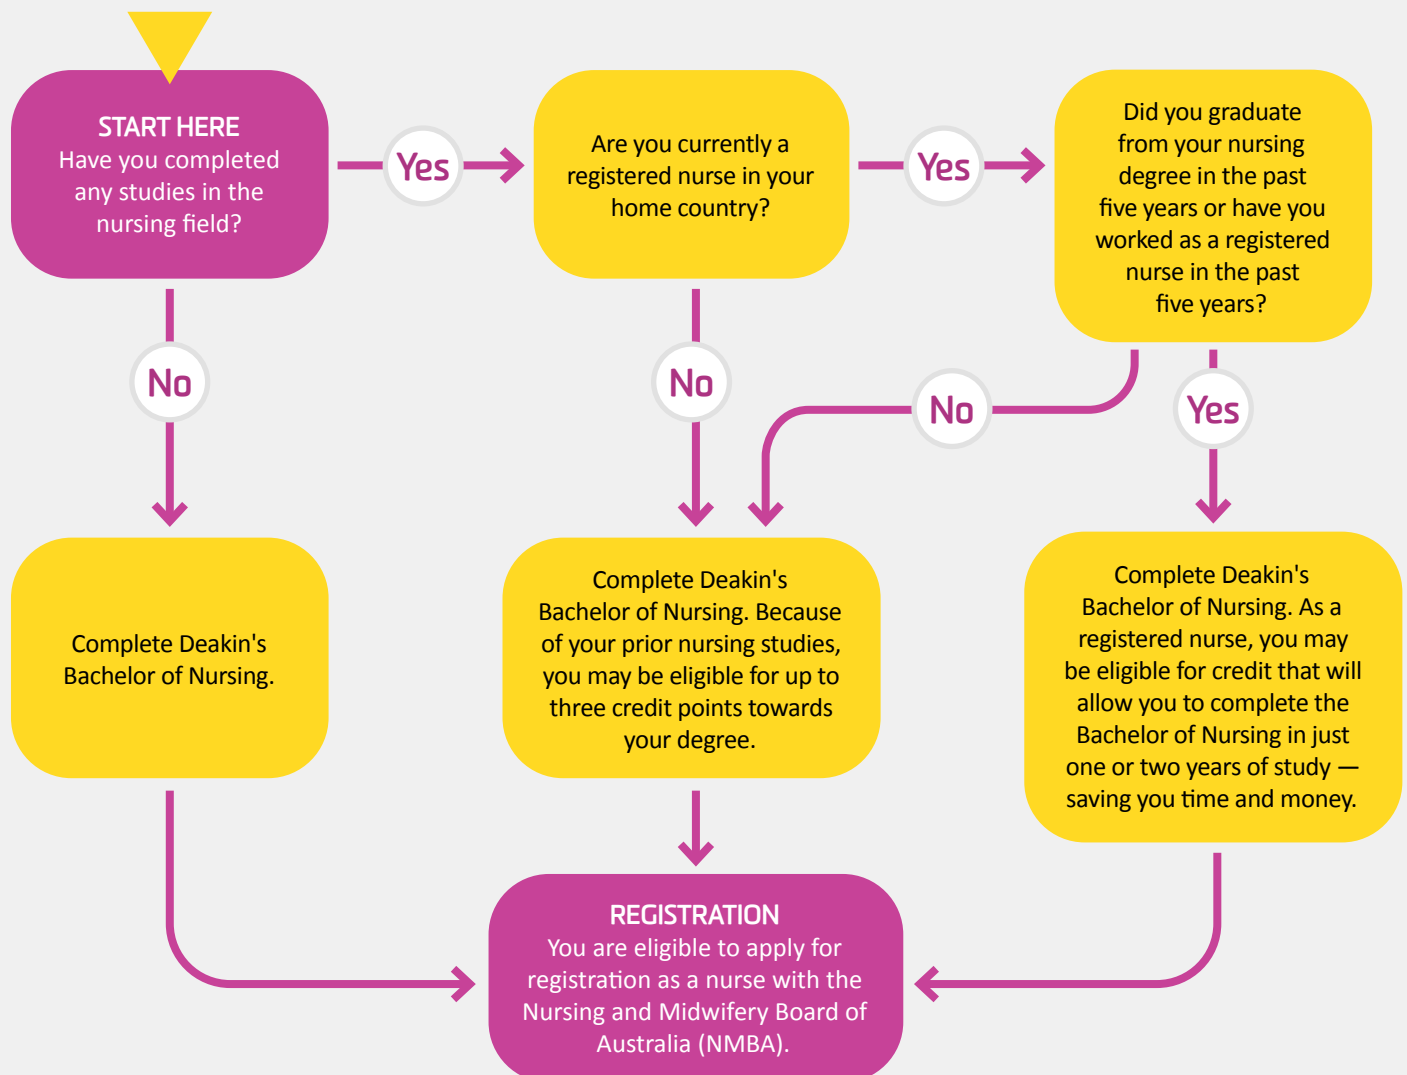 START HERE
Have you completed
any studies in the
nursing field?
Yes
Are you currently a
registered nurse in your
home country?
Yes
Did you graduate
from your nursing
degree in the past
five years or have you
worked as a registered
nurse in the past
five years?
No
No
No
Yes
Complete Deakin's
Bachelor of Nursing.
Complete Deakin's
Bachelor of Nursing. Because
of your prior nursing studies,
you may be eligible for up to
three credit points towards
your degree.
Complete Deakin's
Bachelor of Nursing. As a
registered nurse, you may
be eligible for credit that will
allow you to complete the
Bachelor of Nursing in just
one or two years of study —
saving you time and money.
REGISTRATION
You are eligible to apply for
registration as a nurse with the
Nursing and Midwifery Board of
Australia (NMBA).